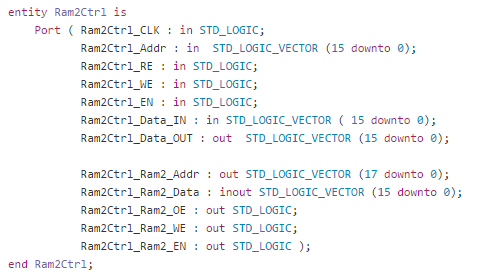 entity Ram2Ctrl is
    Port ( Ram2Ctrl_CLK : in STD_LOGIC;
           Ram2Ctrl_Addr : in  STD_LOGIC_VECTOR (15 downto 0);
           Ram2Ctrl_RE : in STD_LOGIC;
           Ram2Ctrl_WE : in STD_LOGIC;
           Ram2Ctrl_EN : in STD_LOGIC;
           Ram2Ctrl_Data_IN : in STD_LOGIC_VECTOR ( 15 downto 0);
           Ram2Ctrl_Data_OUT : out  STD_LOGIC_VECTOR (15 downto 0);

           Ram2Ctrl_Ram2_Addr : out STD_LOGIC_VECTOR (17 downto 0);
           Ram2Ctrl_Ram2_Data : inout STD_LOGIC_VECTOR (15 downto 0);
           Ram2Ctrl_Ram2_OE : out STD_LOGIC;
           Ram2Ctrl_Ram2_WE : out STD_LOGIC;
           Ram2Ctrl_Ram2_EN : out STD_LOGIC );
end Ram2Ctrl;